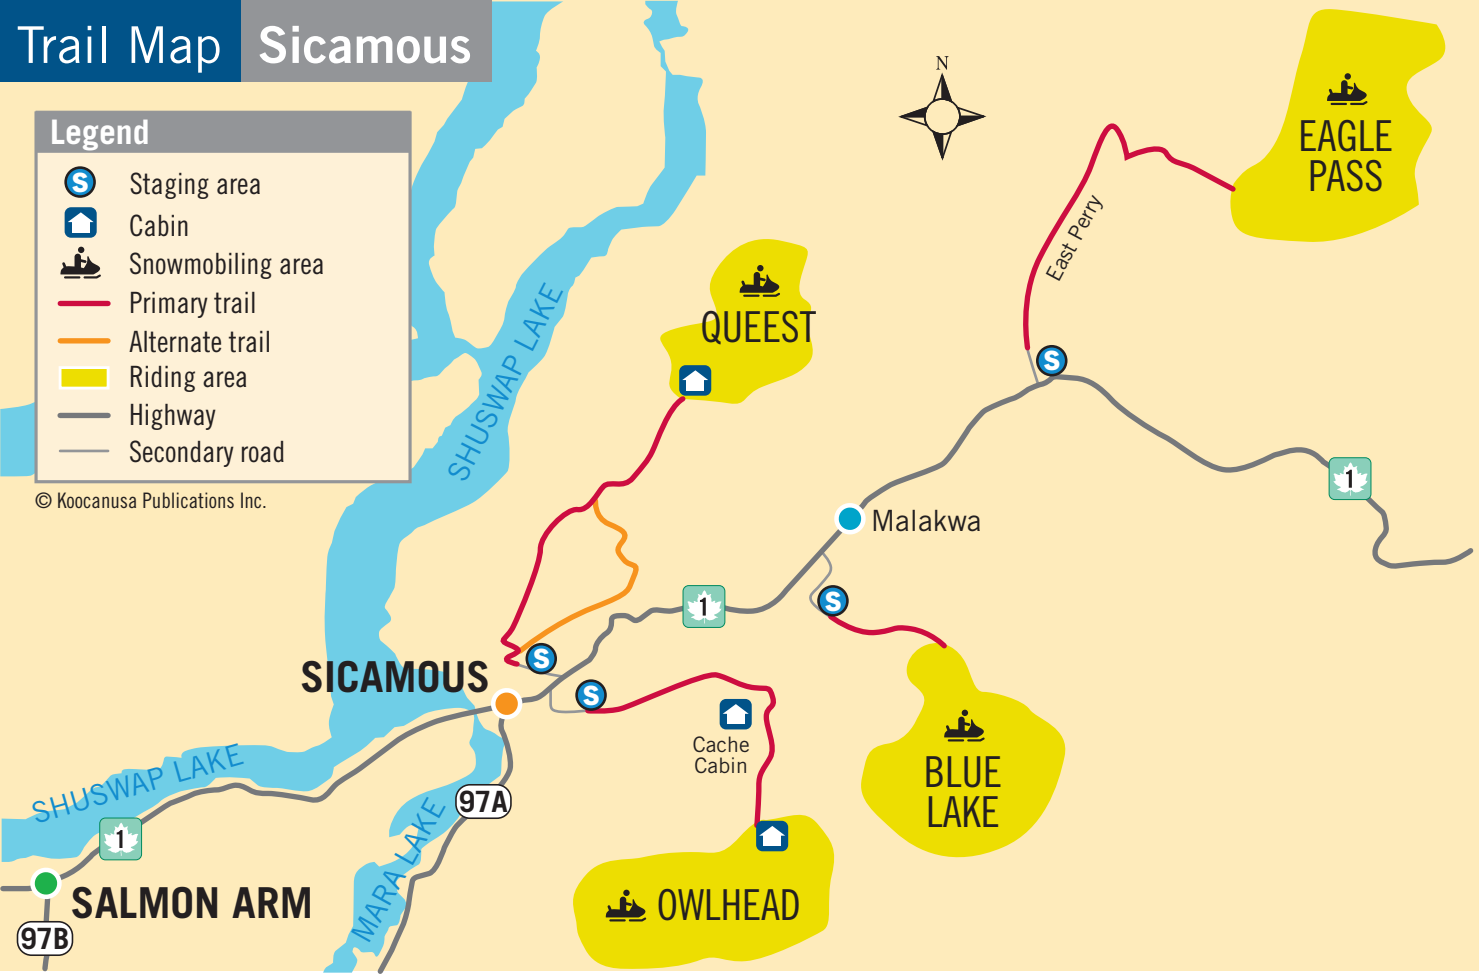 Trail Map Sicamous
Legend
S Staging area
Cabin
Snowmobiling area
Primary trail
Alternate trail
Riding area
Highway
Secondary road
© Koocanusa Publications Inc.
N
EAGLE
PASS
East Perry
S
QUEEST
SHUSWAP LAKE
1
Malakwa
1
S
S
SICAMOUS
S
Cache
Cabin
BLUE
LAKE
SHUSWAP LAKE
97A
MARA LAKE
1
SALMON ARM
97B
OWLHEAD